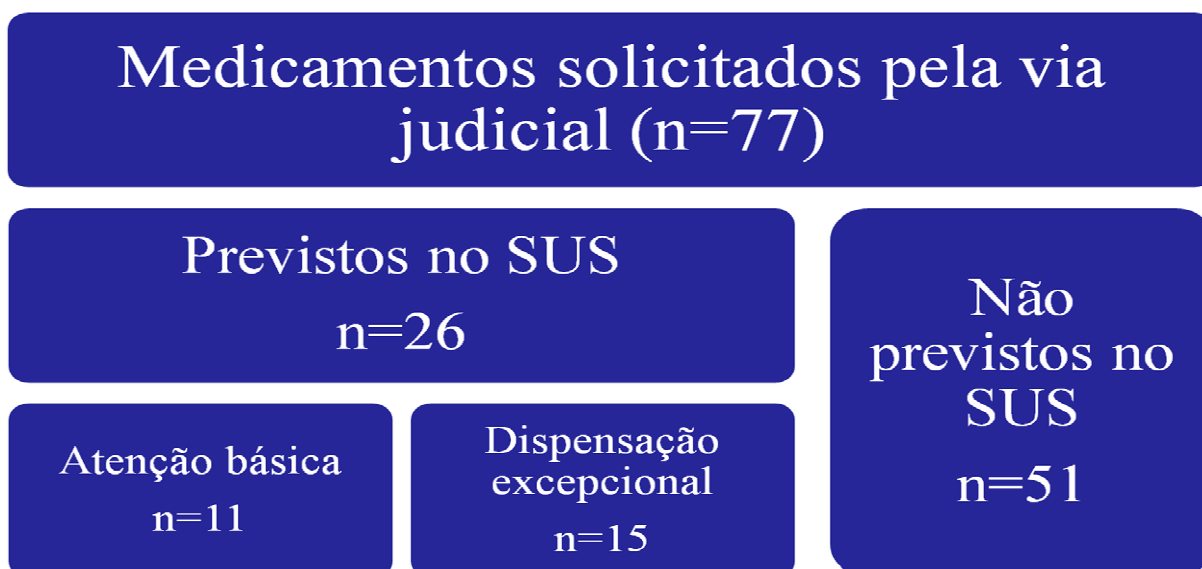 Medicamentos solicitados pela via
judicial (n=77)
Previstos no SUS
n=26
Não
previstos no
SUS
n=51
Atenção básica
n=11
Dispensação
excepcional
n=15